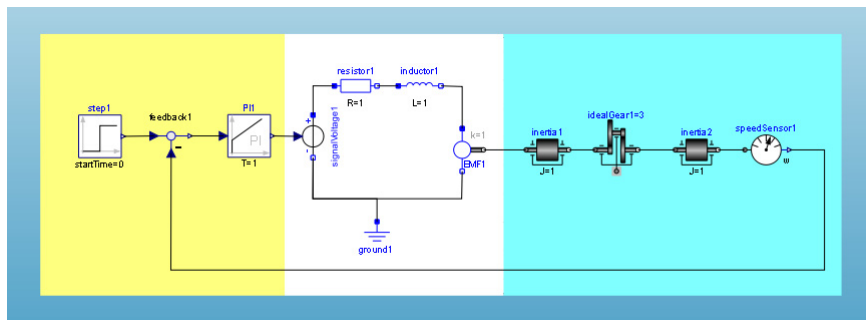 step1
startTime=0
feedback1
-
PI1
PI
T=1
+
signalVoltage1
-
resistor1
R=1
inductor1
L=1
k=1
EMF1
ground1
inertia1
J=1
idealGear1=3
inertia2
J=1
speedSensor1
w